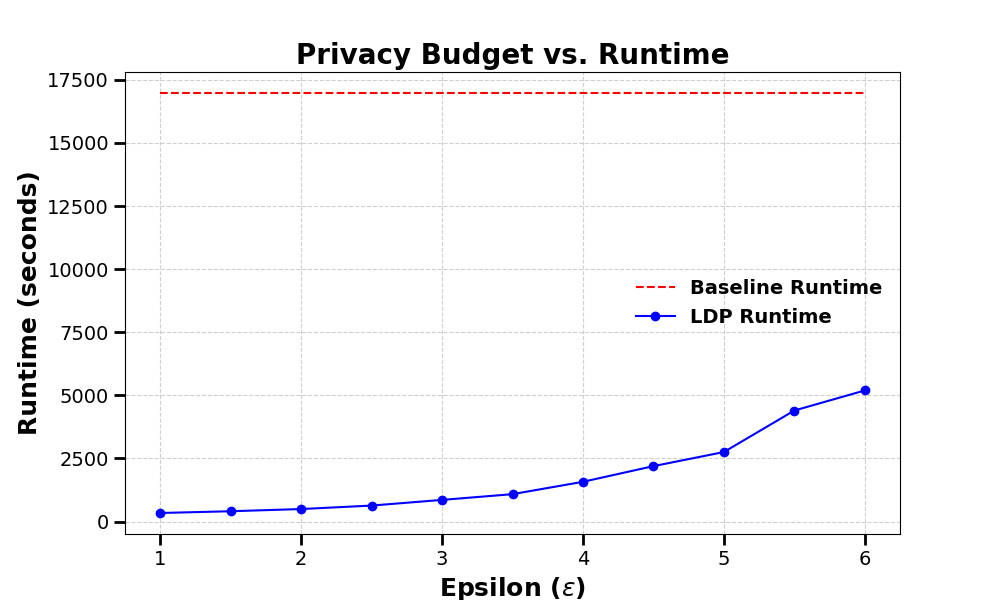 Privacy Budget vs. Runtime
17500
15000
12500
10000
7500
5000
2500
0
Runtime (seconds)
Baseline Runtime
LDP Runtime
1 2 3 4 5 6
Epsilon (ε)